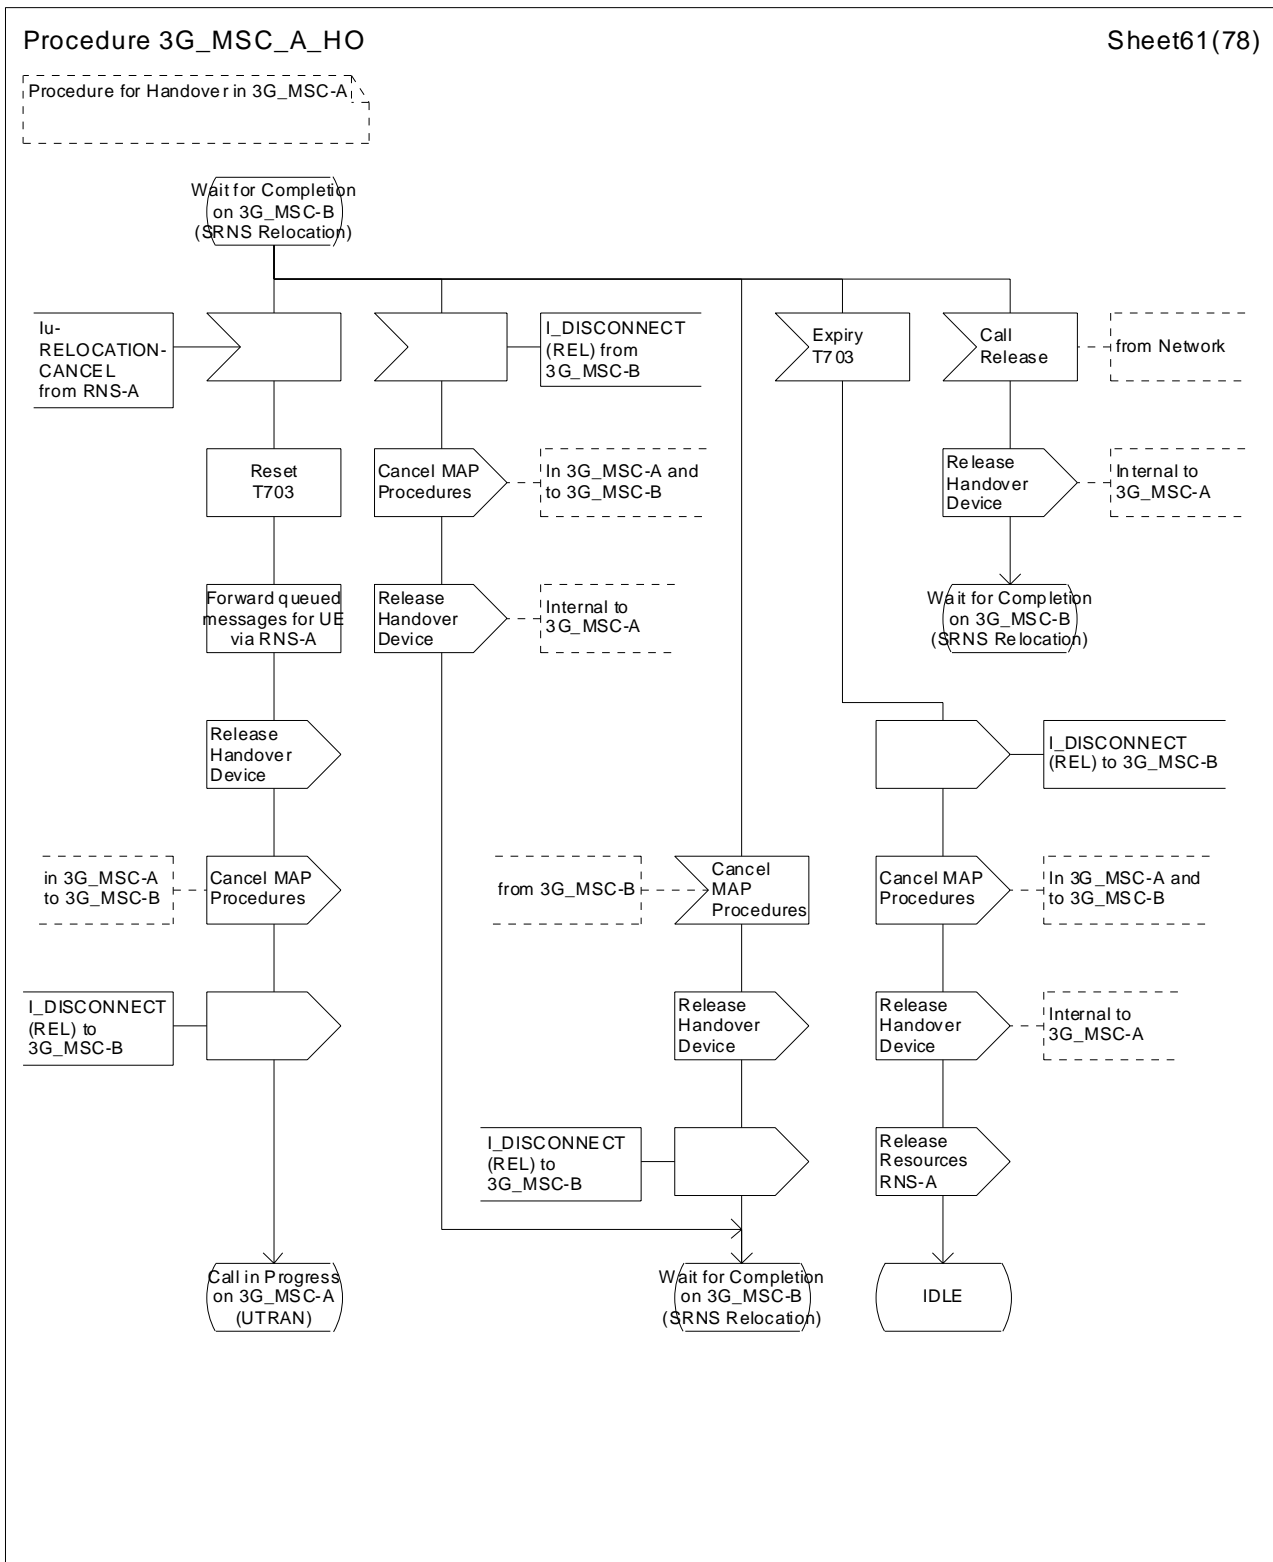 Procedure 3G_MSC_A_HO
Sheet61(78)
Procedure for Handover in 3G_MSC-A
Wait for Completion
on 3G_MSC-B
(SRNS Relocation)
Iu-
RELOCATION-
CANCEL
from RNS-A
I_DISCONNECT
(REL) from
3G_MSC-B
Expiry
T703
Call
Release
from Network
Reset
T703
Cancel MAP
Procedures
In 3G_MSC-A and
to 3G_MSC-B
Release
Handover
Device
Internal to
3G_MSC-A
Forward queued
messages for UE
via RNS-A
Release
Handover
Device
Internal to
3G_MSC-A
Wait for Completion
on 3G_MSC-B
(SRNS Relocation)
Release
Handover
Device
I_DISCONNECT
(REL) to 3G_MSC-B
in 3G_MSC-A
to 3G_MSC-B
Cancel MAP
Procedures
from 3G_MSC-B
Cancel
MAP
Procedures
Cancel MAP
Procedures
In 3G_MSC-A and
to 3G_MSC-B
I_DISCONNECT
(REL) to
3G_MSC-B
Release
Handover
Device
Release
Handover
Device
Internal to
3G_MSC-A
I_DISCONNECT
(REL) to
3G_MSC-B
Release
Resources
RNS-A
Call in Progress
on 3G_MSC-A
(UTRAN)
Wait for Completion
on 3G_MSC-B
(SRNS Relocation)
IDLE